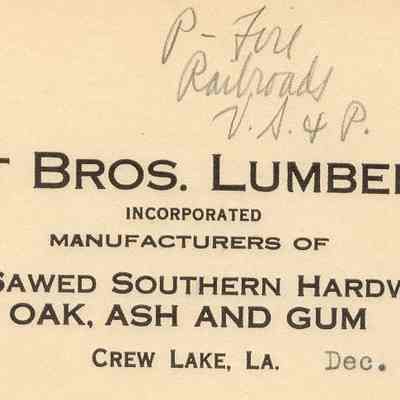 P - Fire
Railroads
V. S. & P.
T BROS. LUMBE
INCORPORATED
MANUFACTURERS OF
SAWED SOUTHERN HARDW
OAK, ASH AND GUM
CREW LAKE, LA. Dec.